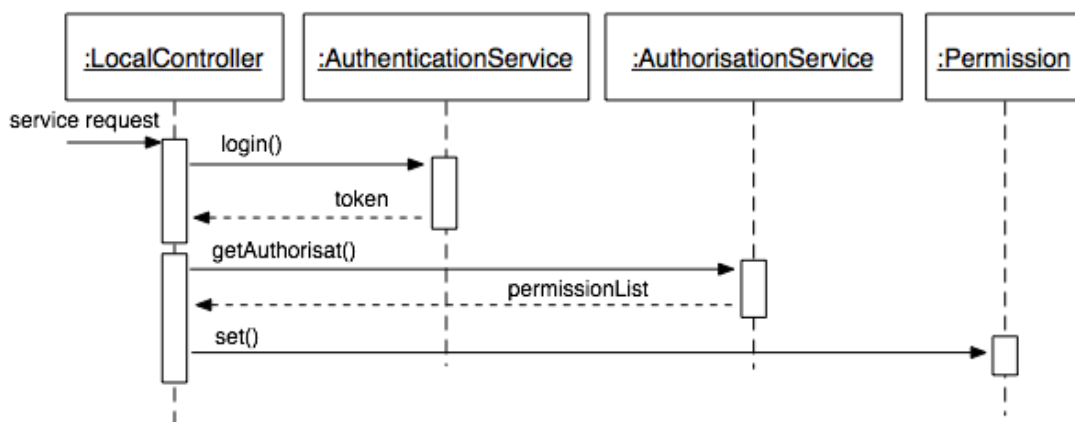 :LocalController
:AuthenticationService
:AuthorisationService
:Permission
service request
login()
token
getAuthorisat()
permissionList
set()